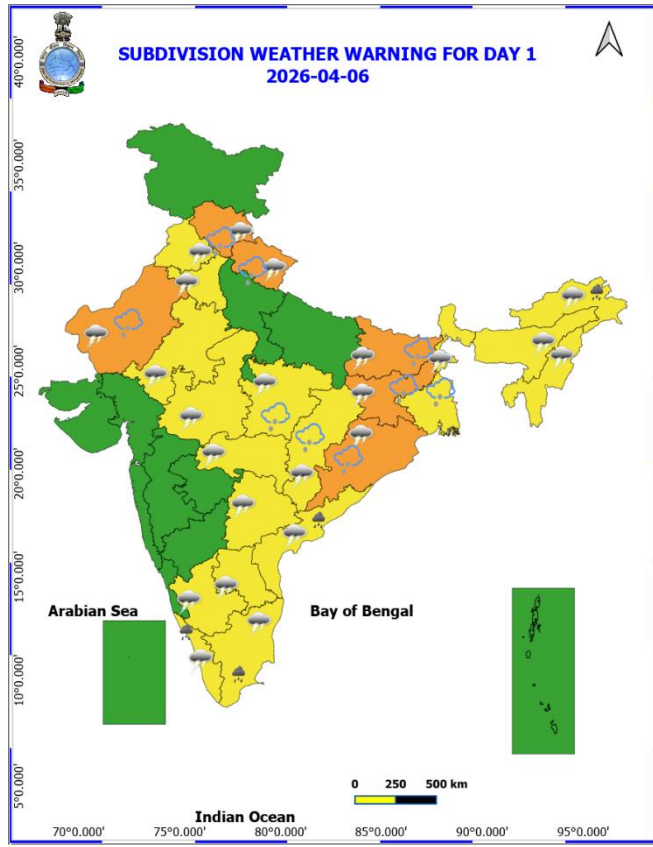 SUBDIVISION WEATHER WARNING FOR DAY 1
2026-04-06
40°0.000'
35°0.000'
30°0.000'
25°0.000'
20°0.000'
15°0.000'
10°0.000'
5°0.000'
Arabian Sea
Bay of Bengal
0 250 500 km
Indian Ocean
70°0.000' 75°0.000' 80°0.000' 85°0.000' 90°0.000' 95°0.000'